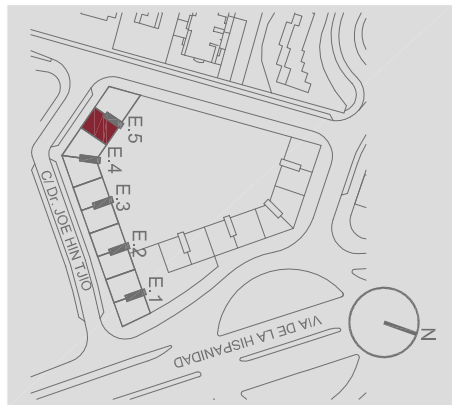 E.5
E.4
E.3
E.2
E.1
C/ Dr. JOE HIN TJIO
VIA DE LA HISPANIDAD
N